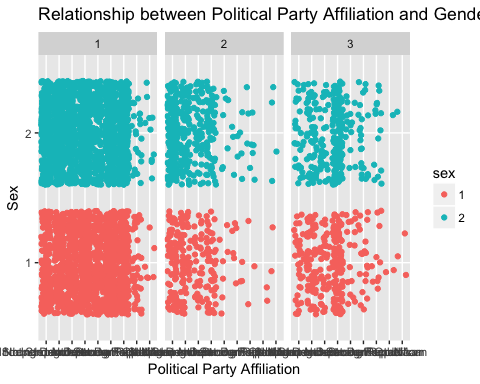 Relationship between Political Party Affiliation and Gende
1 2 3
2
1
Sex
sex
1
2
Political Party Affiliation